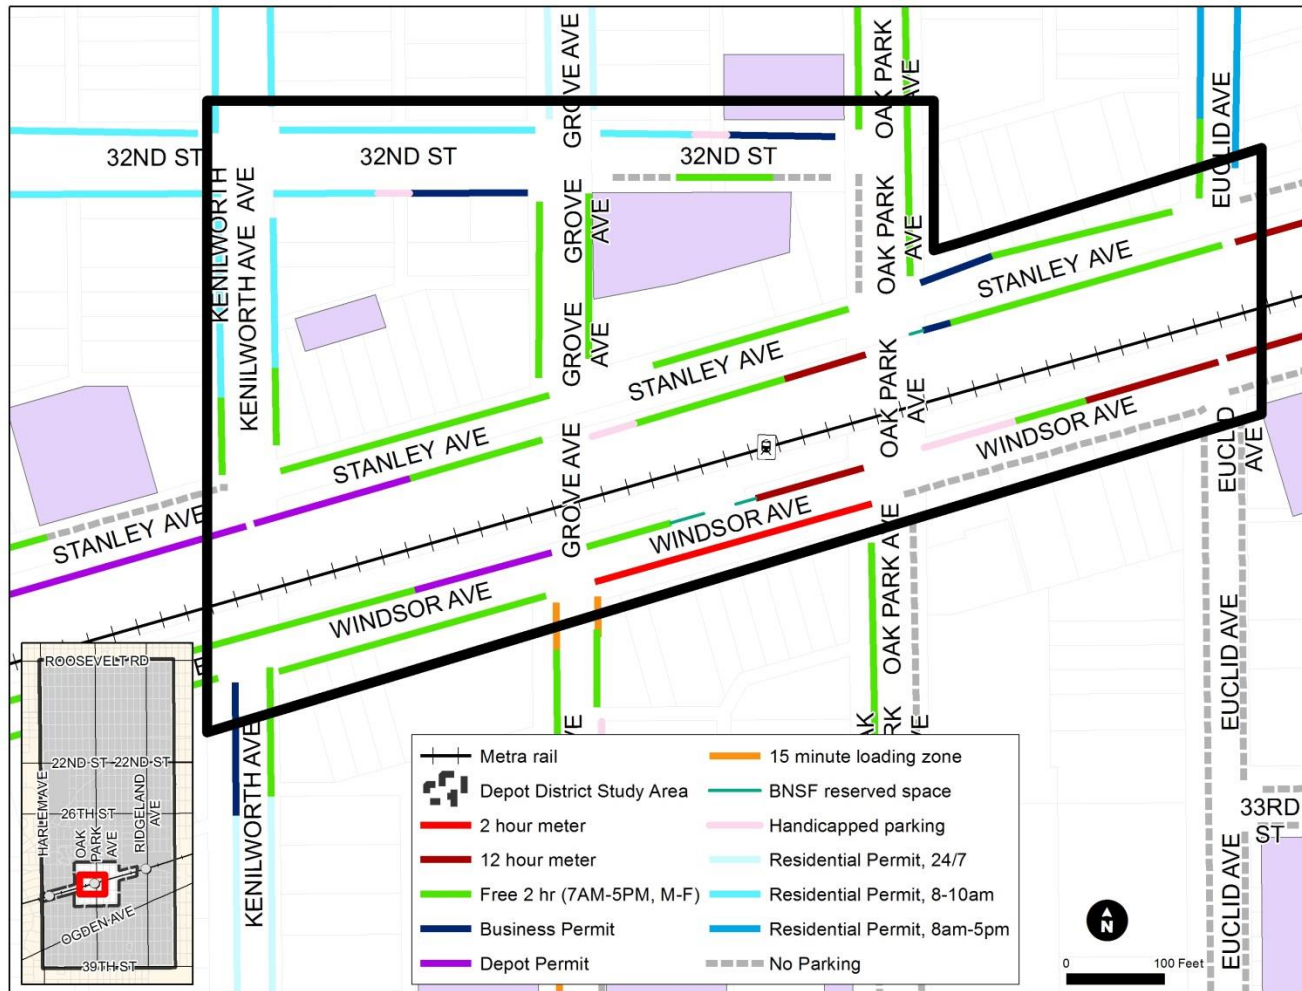 GROVE AVE
OAK PARK
AVE
EUCLID AVE
32ND ST
32ND ST
32ND ST
KENILWORTH
KENILWORTH AVE
AVE
GROVE
AVE
GROVE
AVE
OAK PARK
AVE
STANLEY AVE
STANLEY AVE
STANLEY AVE
STANLEY AVE
OAK PARK
AVE
GROVE AVE
WINDSOR AVE
WINDSOR AVE
WINDSOR AVE
EUCLID
AVE
OAK PARK AVE
EUCLID AVE
KENILWORTH AVE
33RD
ST
EUCLID AVE
ROOSEVELT RD
22ND ST 22ND ST
HARLEM AVE
26TH ST
OAK
PARK
AVE
RIDGELAND
AVE
OGDEN AVE
39TH ST
Metra rail
Depot District Study Area
2 hour meter
12 hour meter
Free 2 hr (7AM-5PM, M-F)
Business Permit
Depot Permit
15 minute loading zone
BNSF reserved space
Handicapped parking
Residential Permit, 24/7
Residential Permit, 8-10am
Residential Permit, 8am-5pm
No Parking
N
0 100 Feet